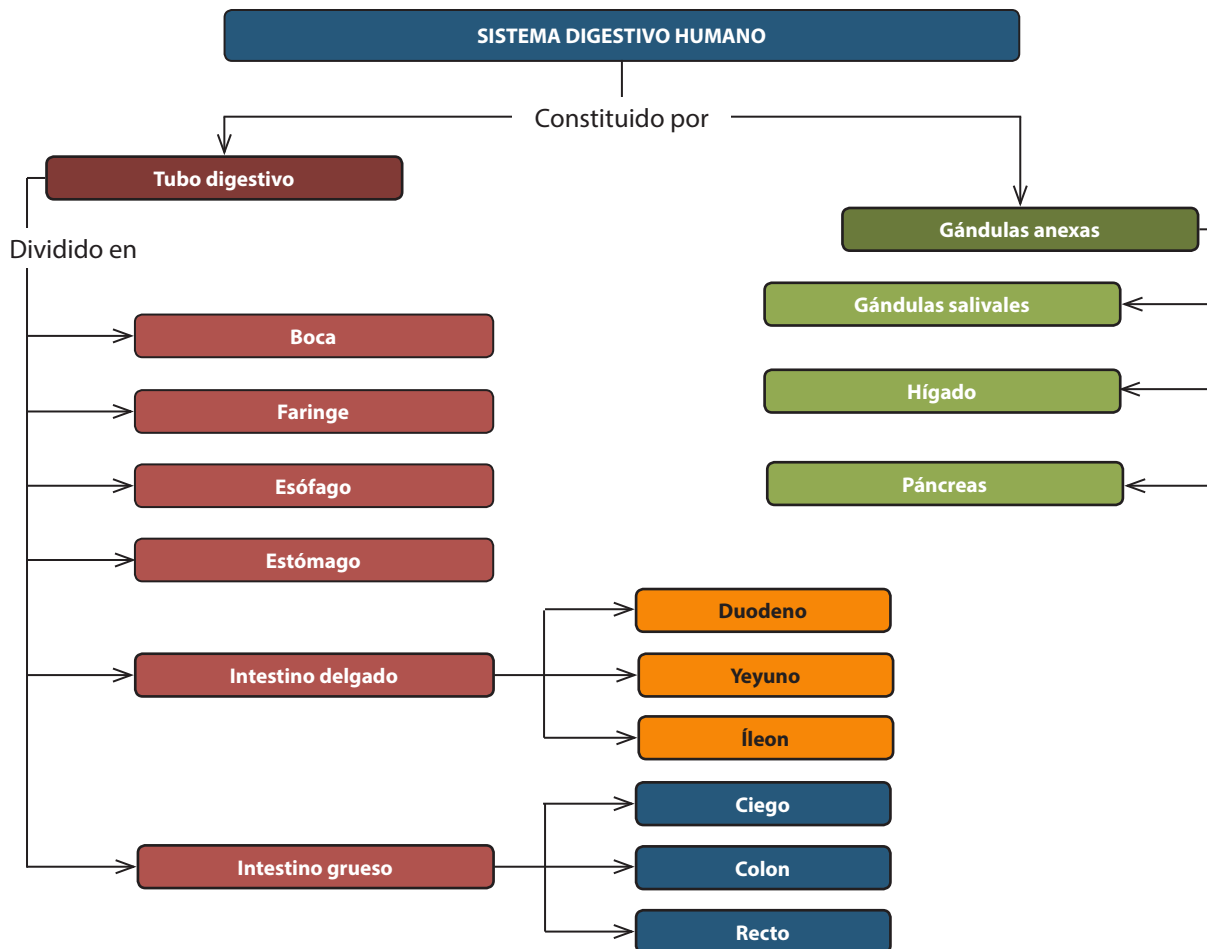 SISTEMA DIGESTIVO HUMANO
Constituido por
Tubo digestivo
Dividido en
Boca
Faringe
Esófago
Estómago
Intestino delgado
Duodeno
Yeyuno
Íleon
Intestino grueso
Ciego
Colon
Recto
Gándulas anexas
Gándulas salivales
Hígado
Páncreas